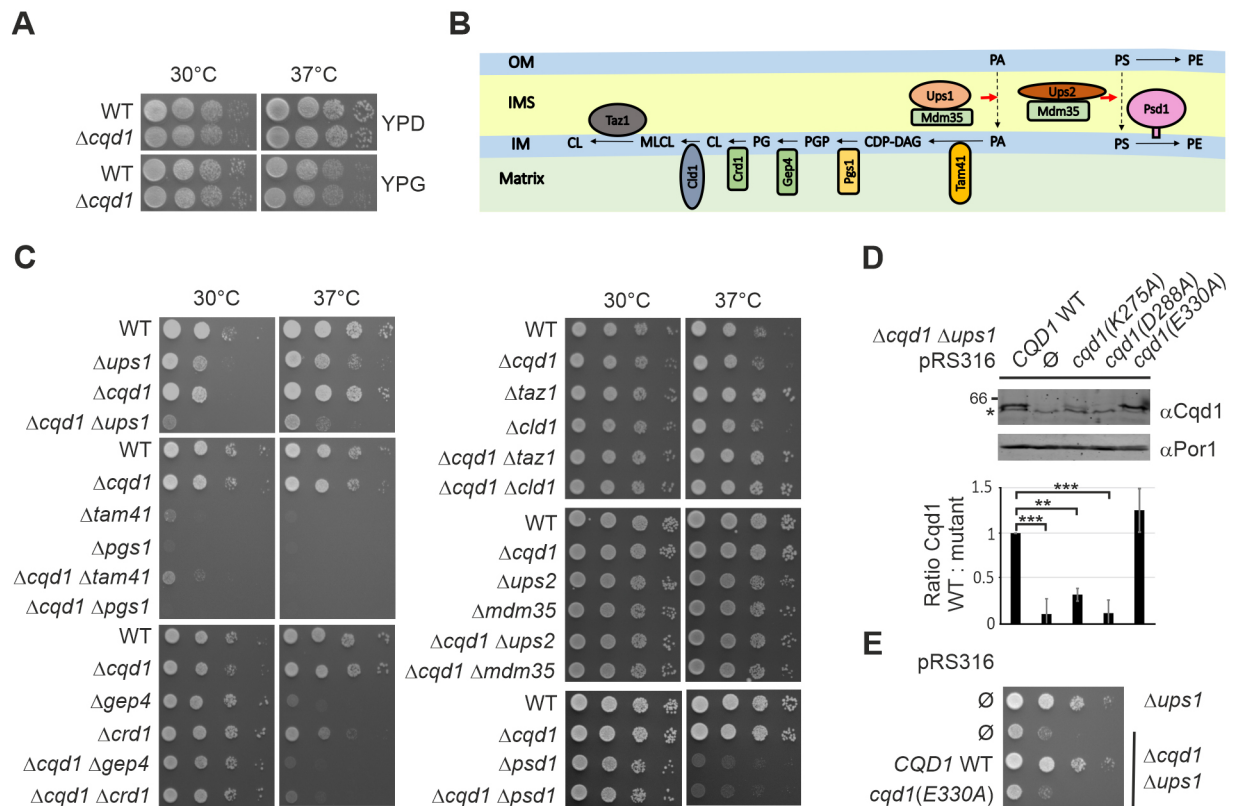 A
30°C 37°C
WT
Δcqd1
YPD
WT
Δcqd1
YPG
B
OM PA PS PE
IMS Taz1 Ups1 Mdm35 Ups2 Mdm35 Psd1
IM CL MLCL CL PG PGP CDP-DAG PA PS PE
Matrix Cld1 Crd1 Gep4 Pgs1 Tam41
C
30°C 37°C
WT
Δups1
Δcqd1
Δcqd1 Δups1
WT
Δcqd1
Δtam41
Δpgs1
Δcqd1 Δtam41
Δcqd1 Δpgs1
WT
Δcqd1
Δgep4
Δcrd1
Δcqd1 Δgep4
Δcqd1 Δcrd1
30°C 37°C
WT
Δcqd1
Δtaz1
Δcld1
Δcqd1 Δtaz1
Δcqd1 Δcld1
WT
Δcqd1
Δups2
Δmdm35
Δcqd1 Δups2
Δcqd1 Δmdm35
WT
Δcqd1
Δpsd1
Δcqd1 Δpsd1
D
Δcqd1 Δups1
pRS316
CQD1 WT
Ø
cqd1(K275A)
cqd1(D288A)
cqd1(E330A)
66
*
αCqd1
αPor1
Ratio Cqd1
WT : mutant
1.5
1
0.5
0
***
**
***
E
pRS316
Ø Δups1
Ø
CQD1 WT
cqd1(E330A)
Δcqd1
Δups1